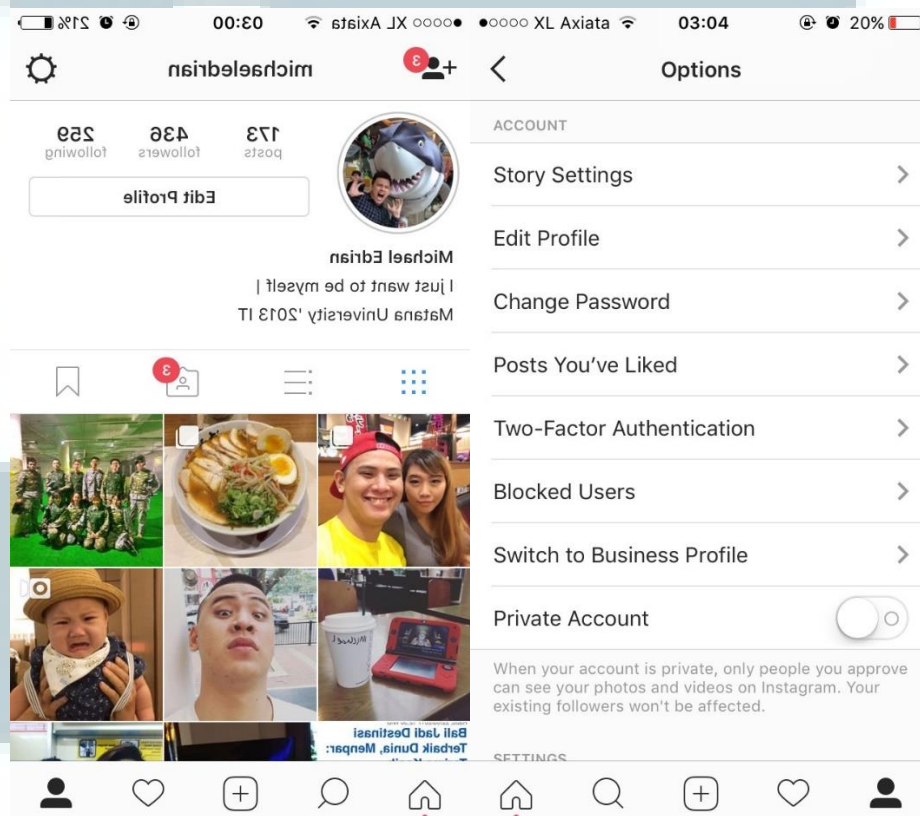 XL Axiata 03:00 21%
michaeledrian
3
173 436 259
posts followers following
Edit Profile
Michael Edrian
I just want to be myself |
Matana University '2013 IT
3
Michael
Bali Jadi Destinasi
Terbaik Dunia, Menpar:
XL Axiata 03:04 20%
Options
ACCOUNT
Story Settings
Edit Profile
Change Password
Posts You've Liked
Two-Factor Authentication
Blocked Users
Switch to Business Profile
Private Account
When your account is private, only people you approve
can see your photos and videos on Instagram. Your
existing followers won't be affected.
SETTINGS